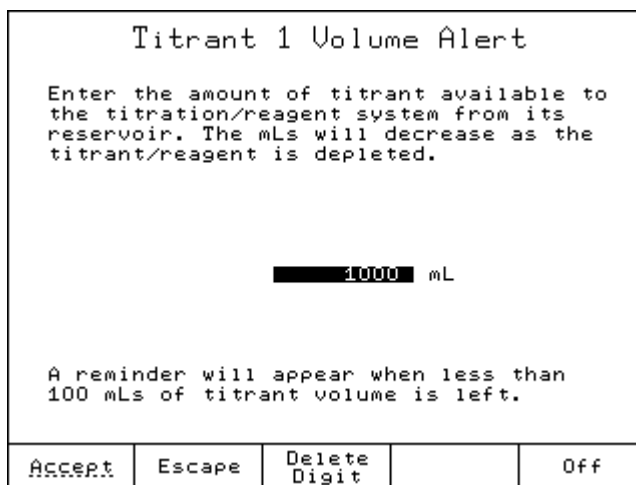 Titrant 1 Volume Alert
Enter the amount of titrant available to
the titration/reagent system from its
reservoir. The mLs will decrease as the
titrant/reagent is depleted.
1000 mL
A reminder will appear when less than
100 mLs of titrant volume is left.
Accept Escape Delete Digit Off